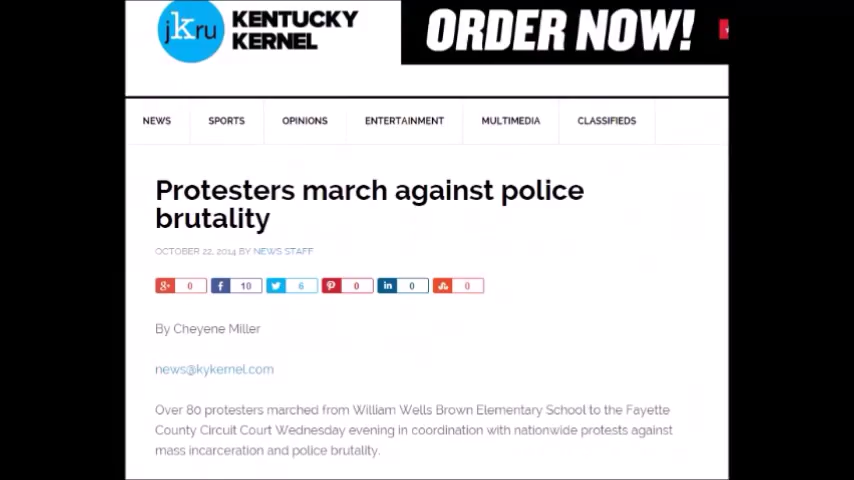 jkru
KENTUCKY
KERNEL
ORDER NOW!
NEWS
SPORTS
OPINIONS
ENTERTAINMENT
MULTIMEDIA
CLASSIFIEDS
Protesters march against police
brutality
OCTOBER 22, 2014 BY NEWS STAFF
0
10
6
0
0
0
By Cheyene Miller
news@kykernel.com
Over 80 protesters marched from William Wells Brown Elementary School to the Fayette
County Circuit Court Wednesday evening in coordination with nationwide protests against
mass incarceration and police brutality.